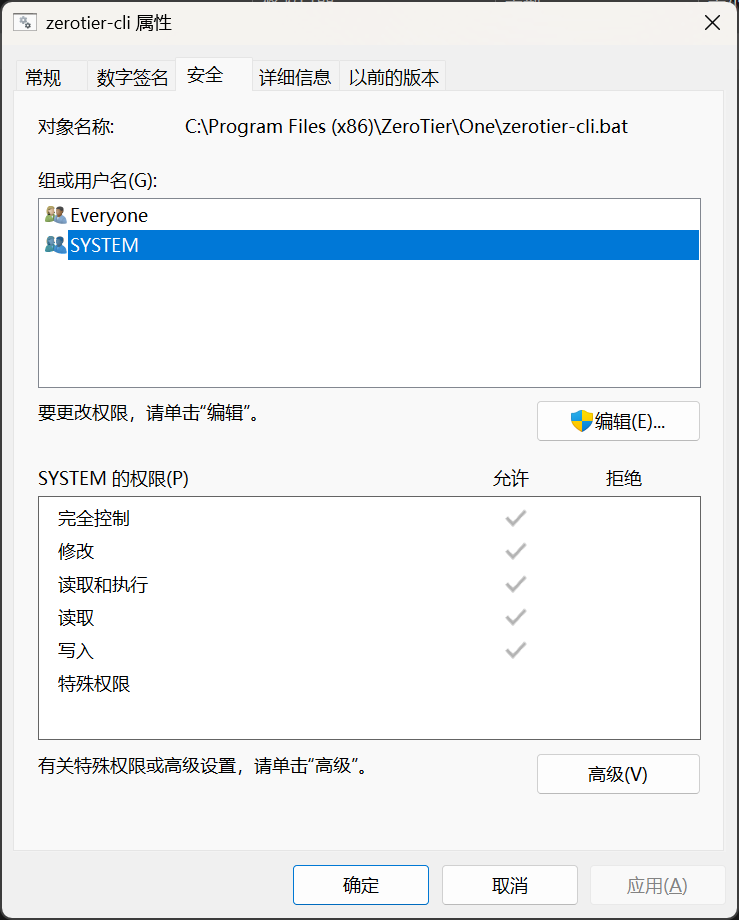 zerotier-cli 属性
常规 数字签名 安全 详细信息 以前的版本
对象名称: C:\Program Files (x86)\ZeroTier\One\zerotier-cli.bat
组或用户名(G):
Everyone
SYSTEM
要更改权限，请单击“编辑”。
编辑(E)...
SYSTEM 的权限(P) 允许 拒绝
完全控制
修改
读取和执行
读取
写入
特殊权限
有关特殊权限或高级设置，请单击“高级”。
高级(V)
确定 取消 应用(A)